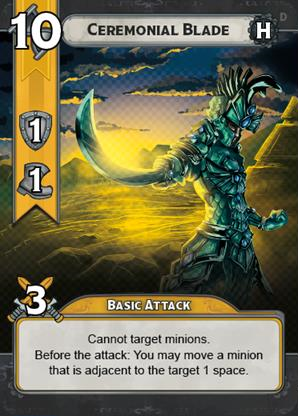 10
CEREMONIAL BLADE
H
D
1
1
3
BASIC ATTACK
Cannot target minions.
Before the attack: You may move a minion
that is adjacent to the target 1 space.